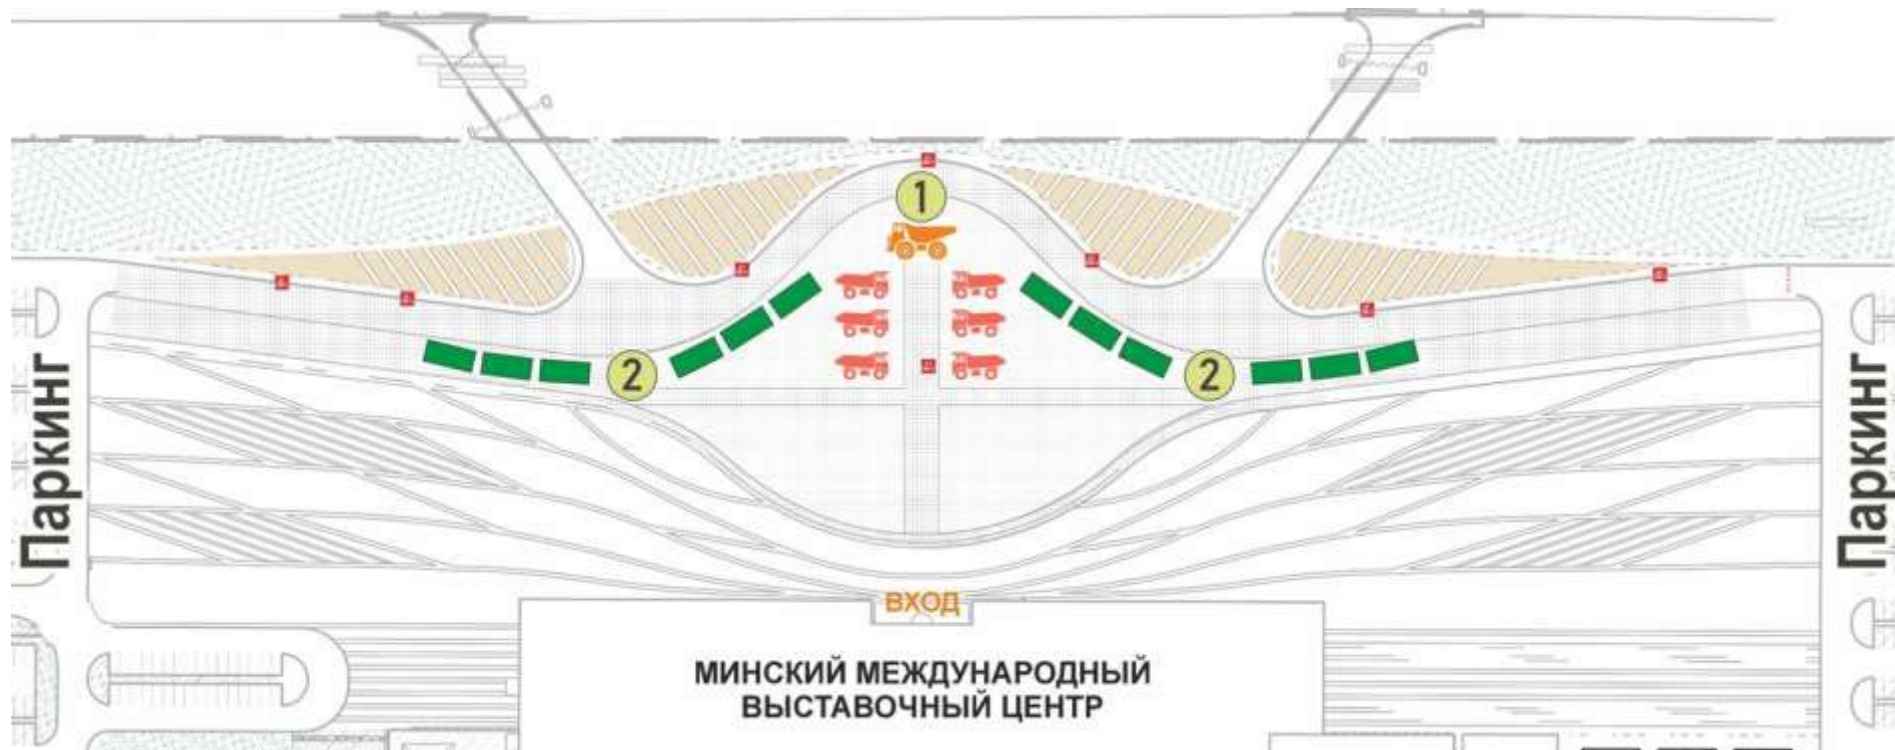 1
2
2
Паркинг
Паркинг
ВХОД
МИНСКИЙ МЕЖДУНАРОДНЫЙ
ВЫСТАВОЧНЫЙ ЦЕНТР